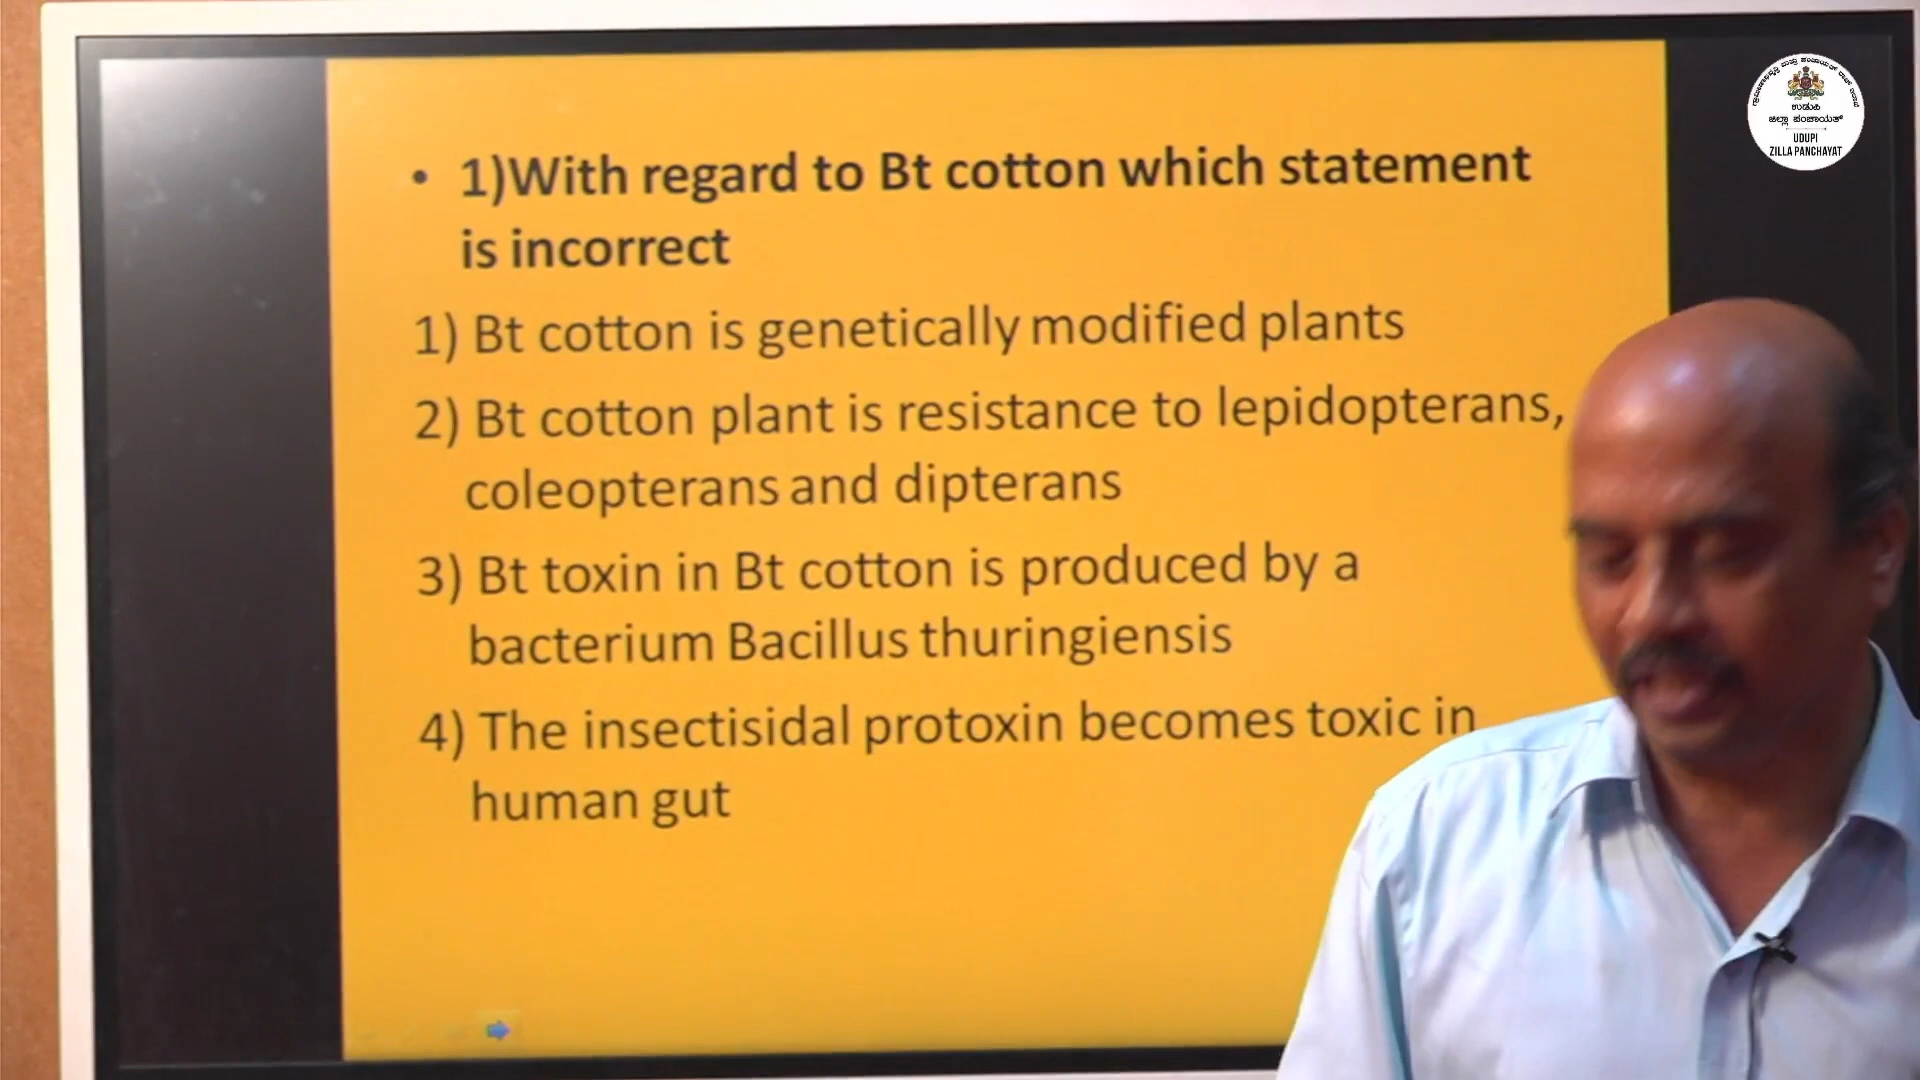 • 1)With regard to Bt cotton which statement
is incorrect
1) Bt cotton is genetically modified plants
2) Bt cotton plant is resistance to lepidopterans,
coleopterans and dipterans
3) Bt toxin in Bt cotton is produced by a
bacterium Bacillus thuringiensis
4) The insectisidal protoxin becomes toxic in
human gut
ಉಡುಪಿ
ಜಿಲ್ಲಾ ಪಂಚಾಯತ್
UDUPI
ZILLA PANCHAYAT